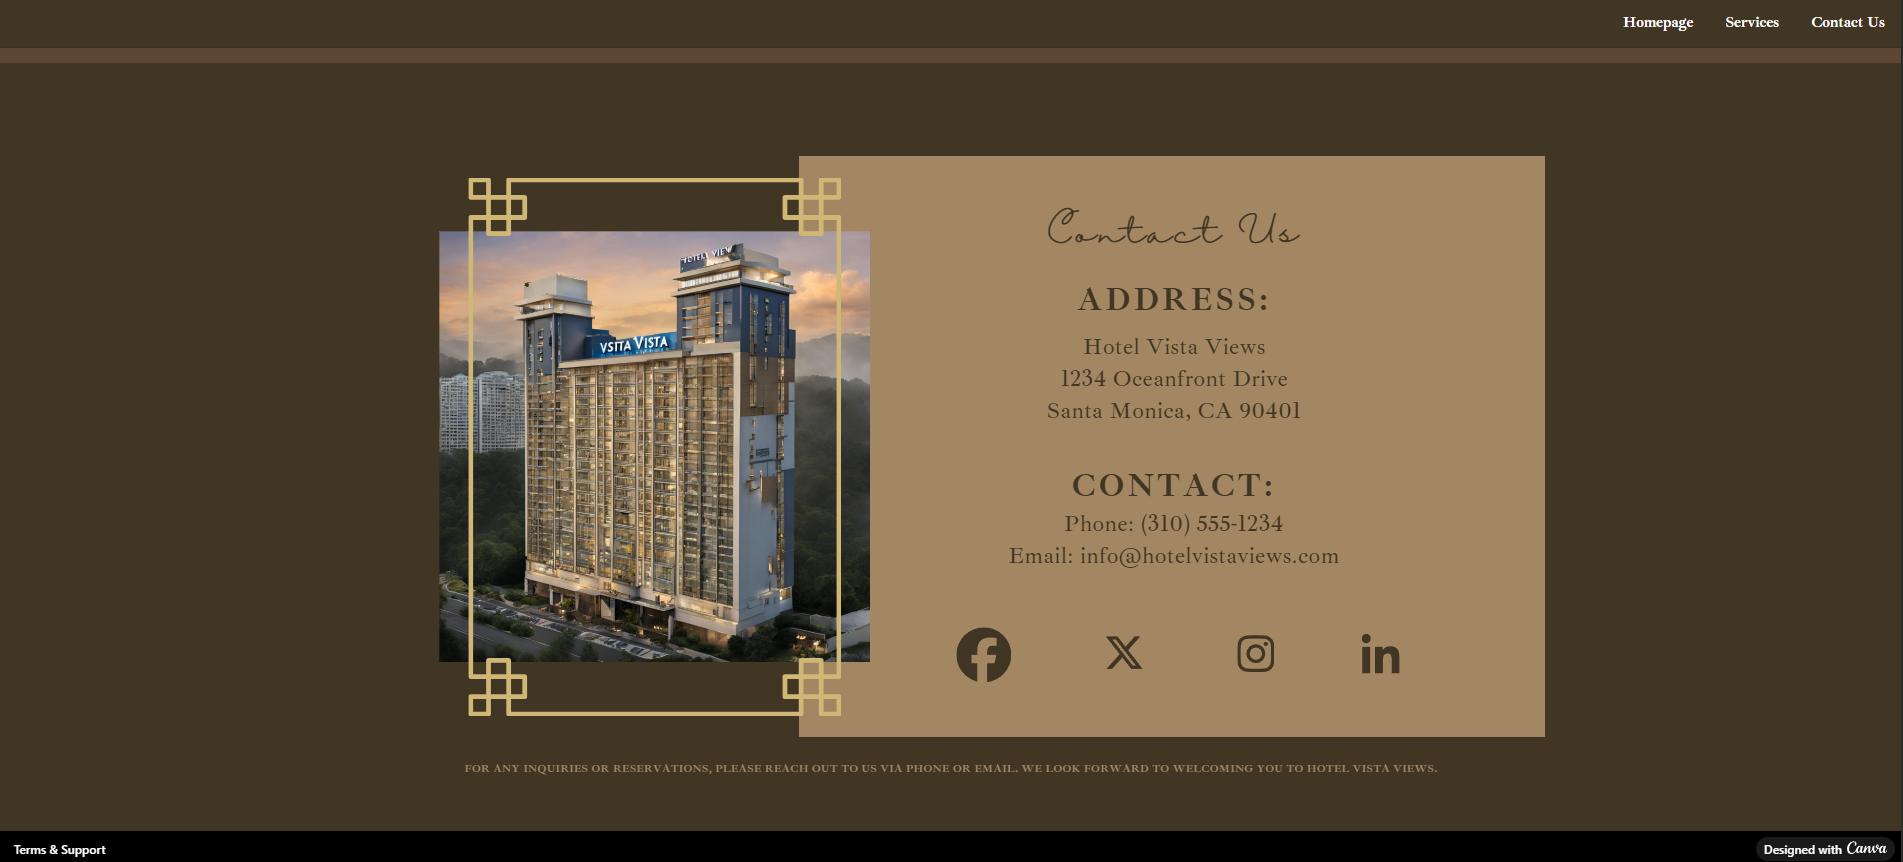 Homepage Services Contact Us
HOTELS VIEW
VSITA VISTA
Contact Us
ADDRESS:
Hotel Vista Views
1234 Oceanfront Drive
Santa Monica, CA 90401
CONTACT:
Phone: (310) 555-1234
Email: info@hotelvistaviews.com
FOR ANY INQUIRIES OR RESERVATIONS, PLEASE REACH OUT TO US VIA PHONE OR EMAIL. WE LOOK FORWARD TO WELCOMING YOU TO HOTEL VISTA VIEWS.
Terms & Support
Designed with Canva